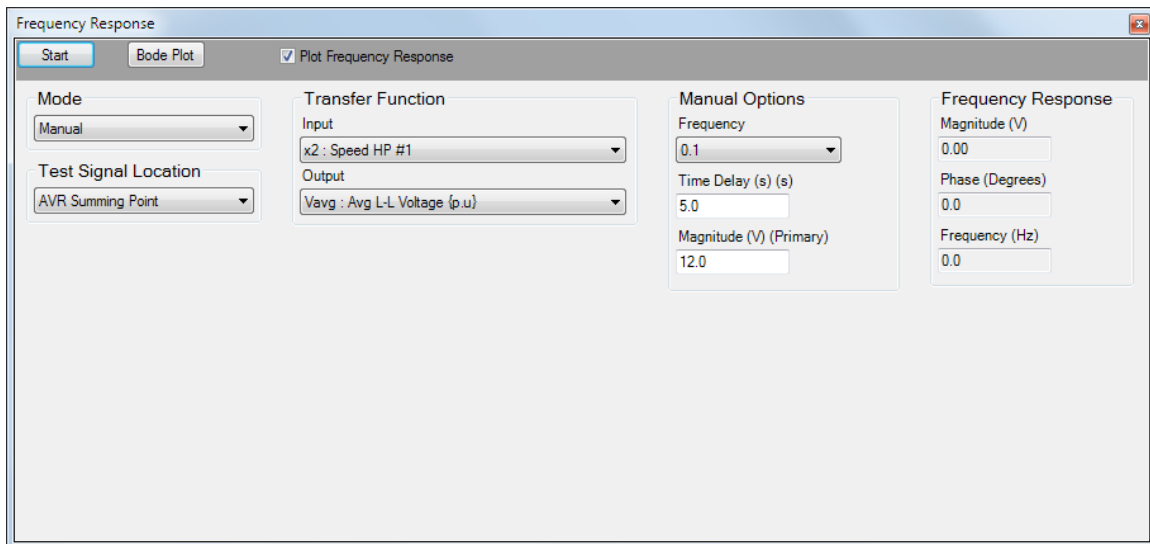 Frequency Response
Start
Bode Plot
Plot Frequency Response
Mode
Manual
Test Signal Location
AVR Summing Point
Transfer Function
Input
x2 : Speed HP #1
Output
Vavg : Avg L-L Voltage {p.u}
Manual Options
Frequency
0.1
Time Delay (s) (s)
5.0
Magnitude (V) (Primary)
12.0
Frequency Response
Magnitude (V)
0.00
Phase (Degrees)
0.0
Frequency (Hz)
0.0